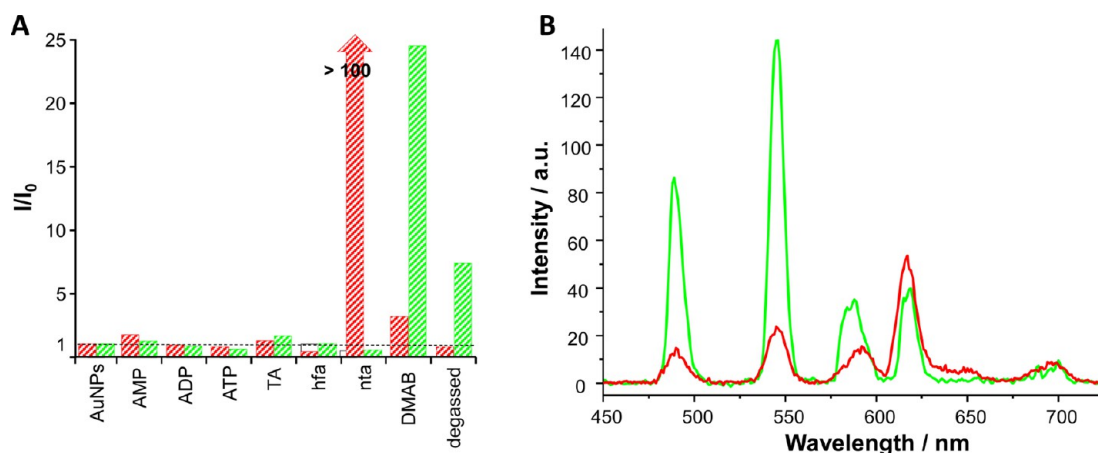 A
25
20
15
10
5
1
I/I₀
> 100
AuNPs
AMP
ADP
ATP
TA
hfa
nta
DMAB
degassed
B
140
120
100
80
60
40
20
0
Intensity / a.u.
450 500 550 600 650 700
Wavelength / nm